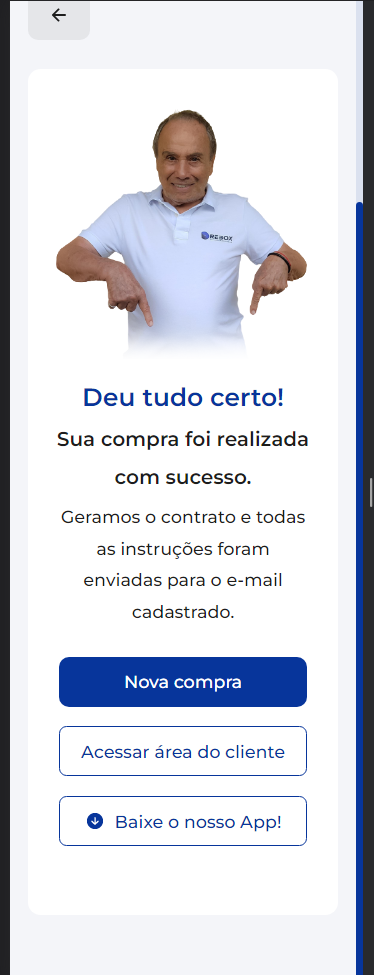 REBOX
Deu tudo certo!
Sua compra foi realizada
com sucesso.
Geramos o contrato e todas
as instruções foram
enviadas para o e-mail
cadastrado.
Nova compra
Acessar área do cliente
Baixe o nosso App!